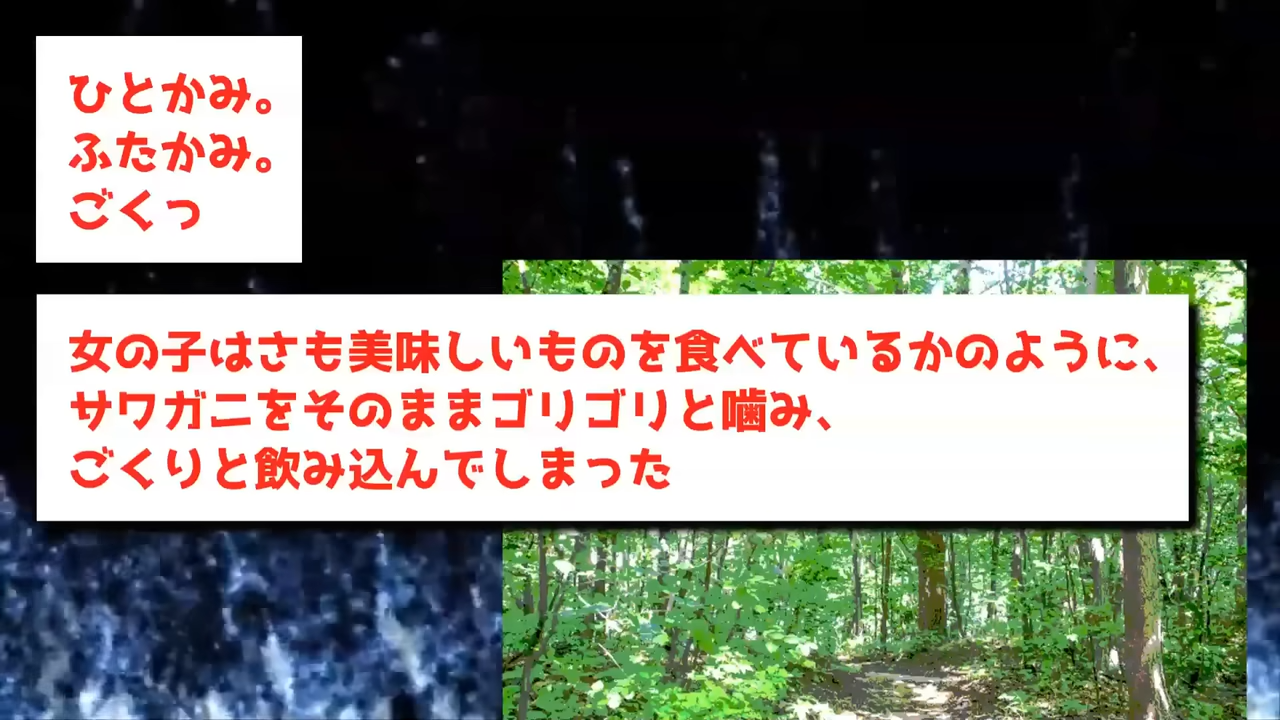 ひとかみ。
ふたかみ。
ごくっ
女の子はさも美味しいものを食べているかのように、
サワガニをそのままゴリゴリと噛み、
ごくりと飲み込んでしまった